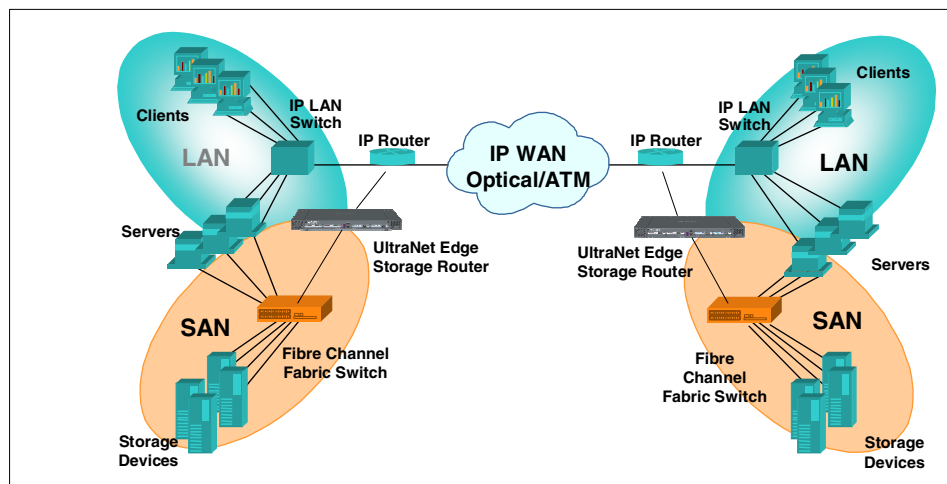 Clients
IP LAN
Switch
LAN
IP Router
IP WAN
Optical/ATM
Servers
UltraNet Edge
Storage Router
SAN
Fibre Channel
Fabric Switch
Storage
Devices
Clients
IP LAN
Switch
IP Router
LAN
UltraNet Edge
Storage Router
Servers
SAN
Fibre
Channel
Fabric Switch
Storage
Devices